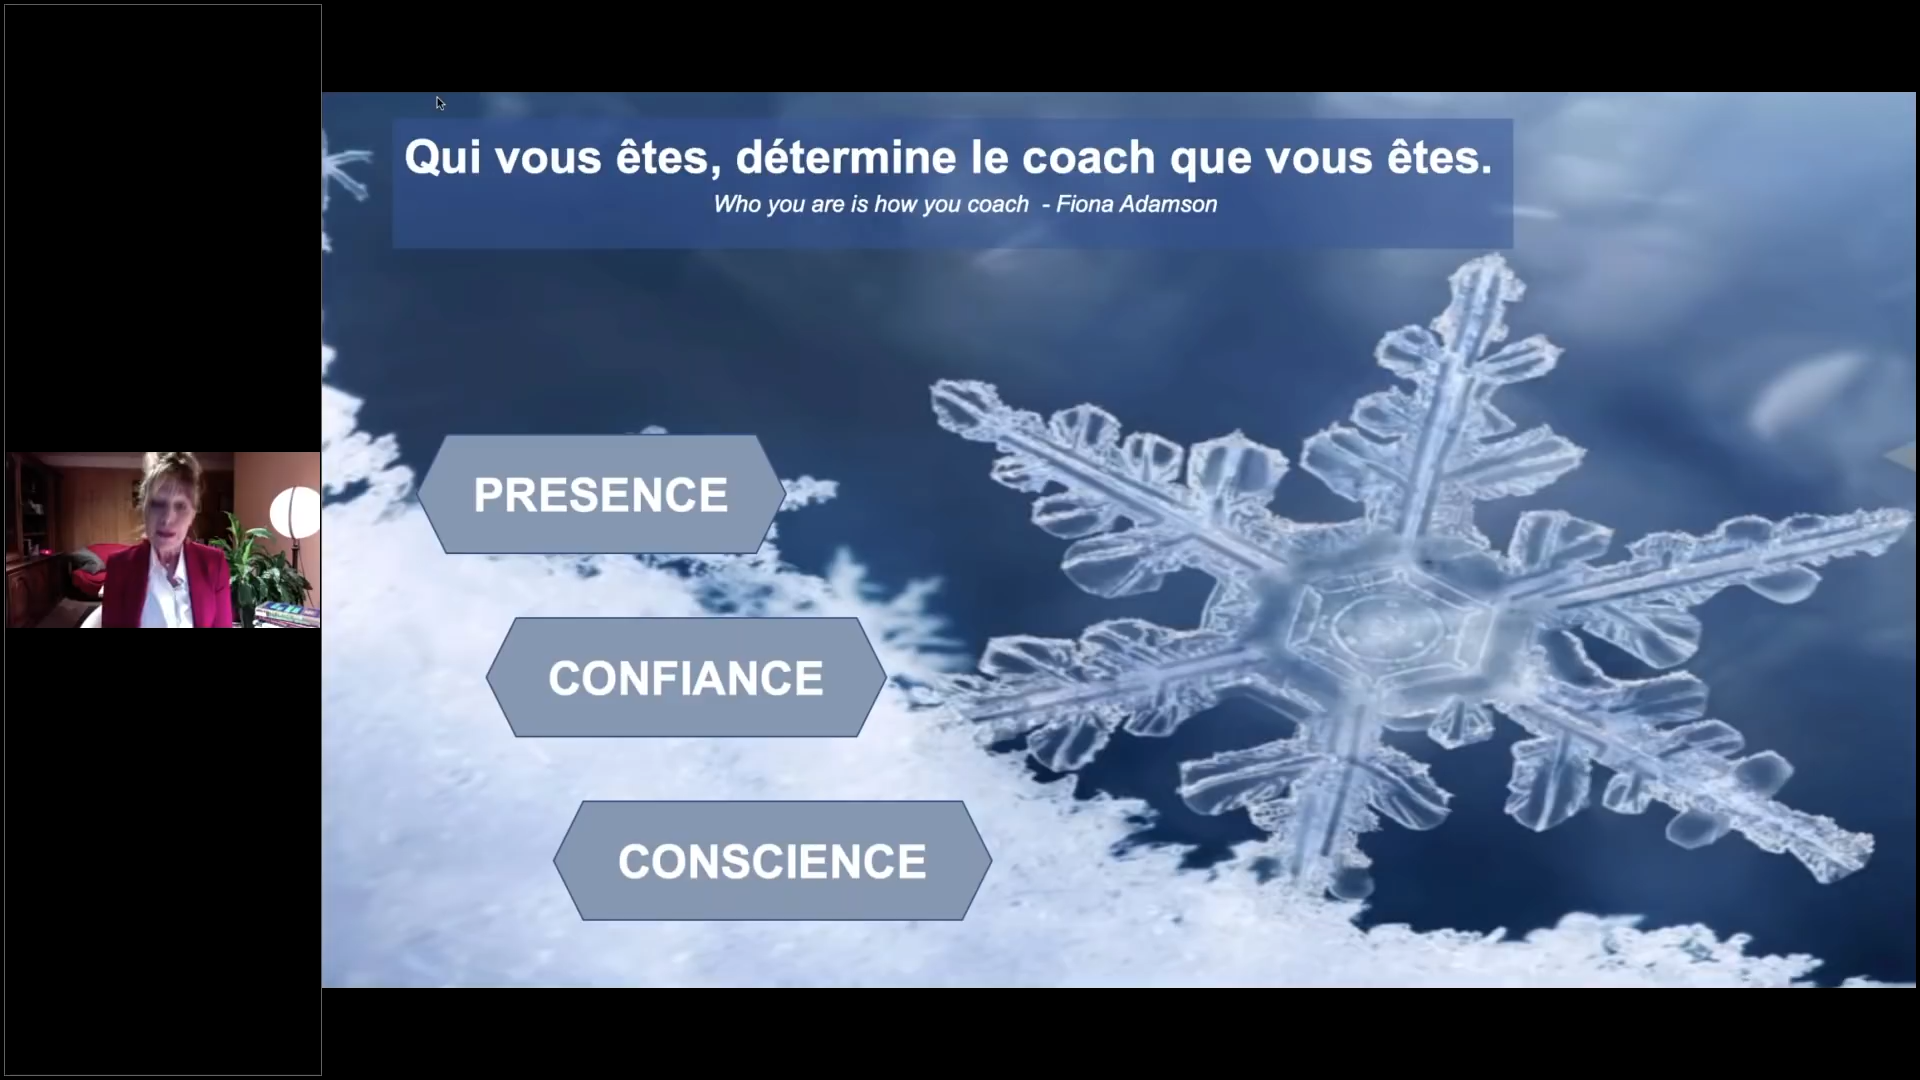 Qui vous êtes, détermine le coach que vous êtes.
Who you are is how you coach - Fiona Adamson
PRESENCE
CONFIANCE
CONSCIENCE